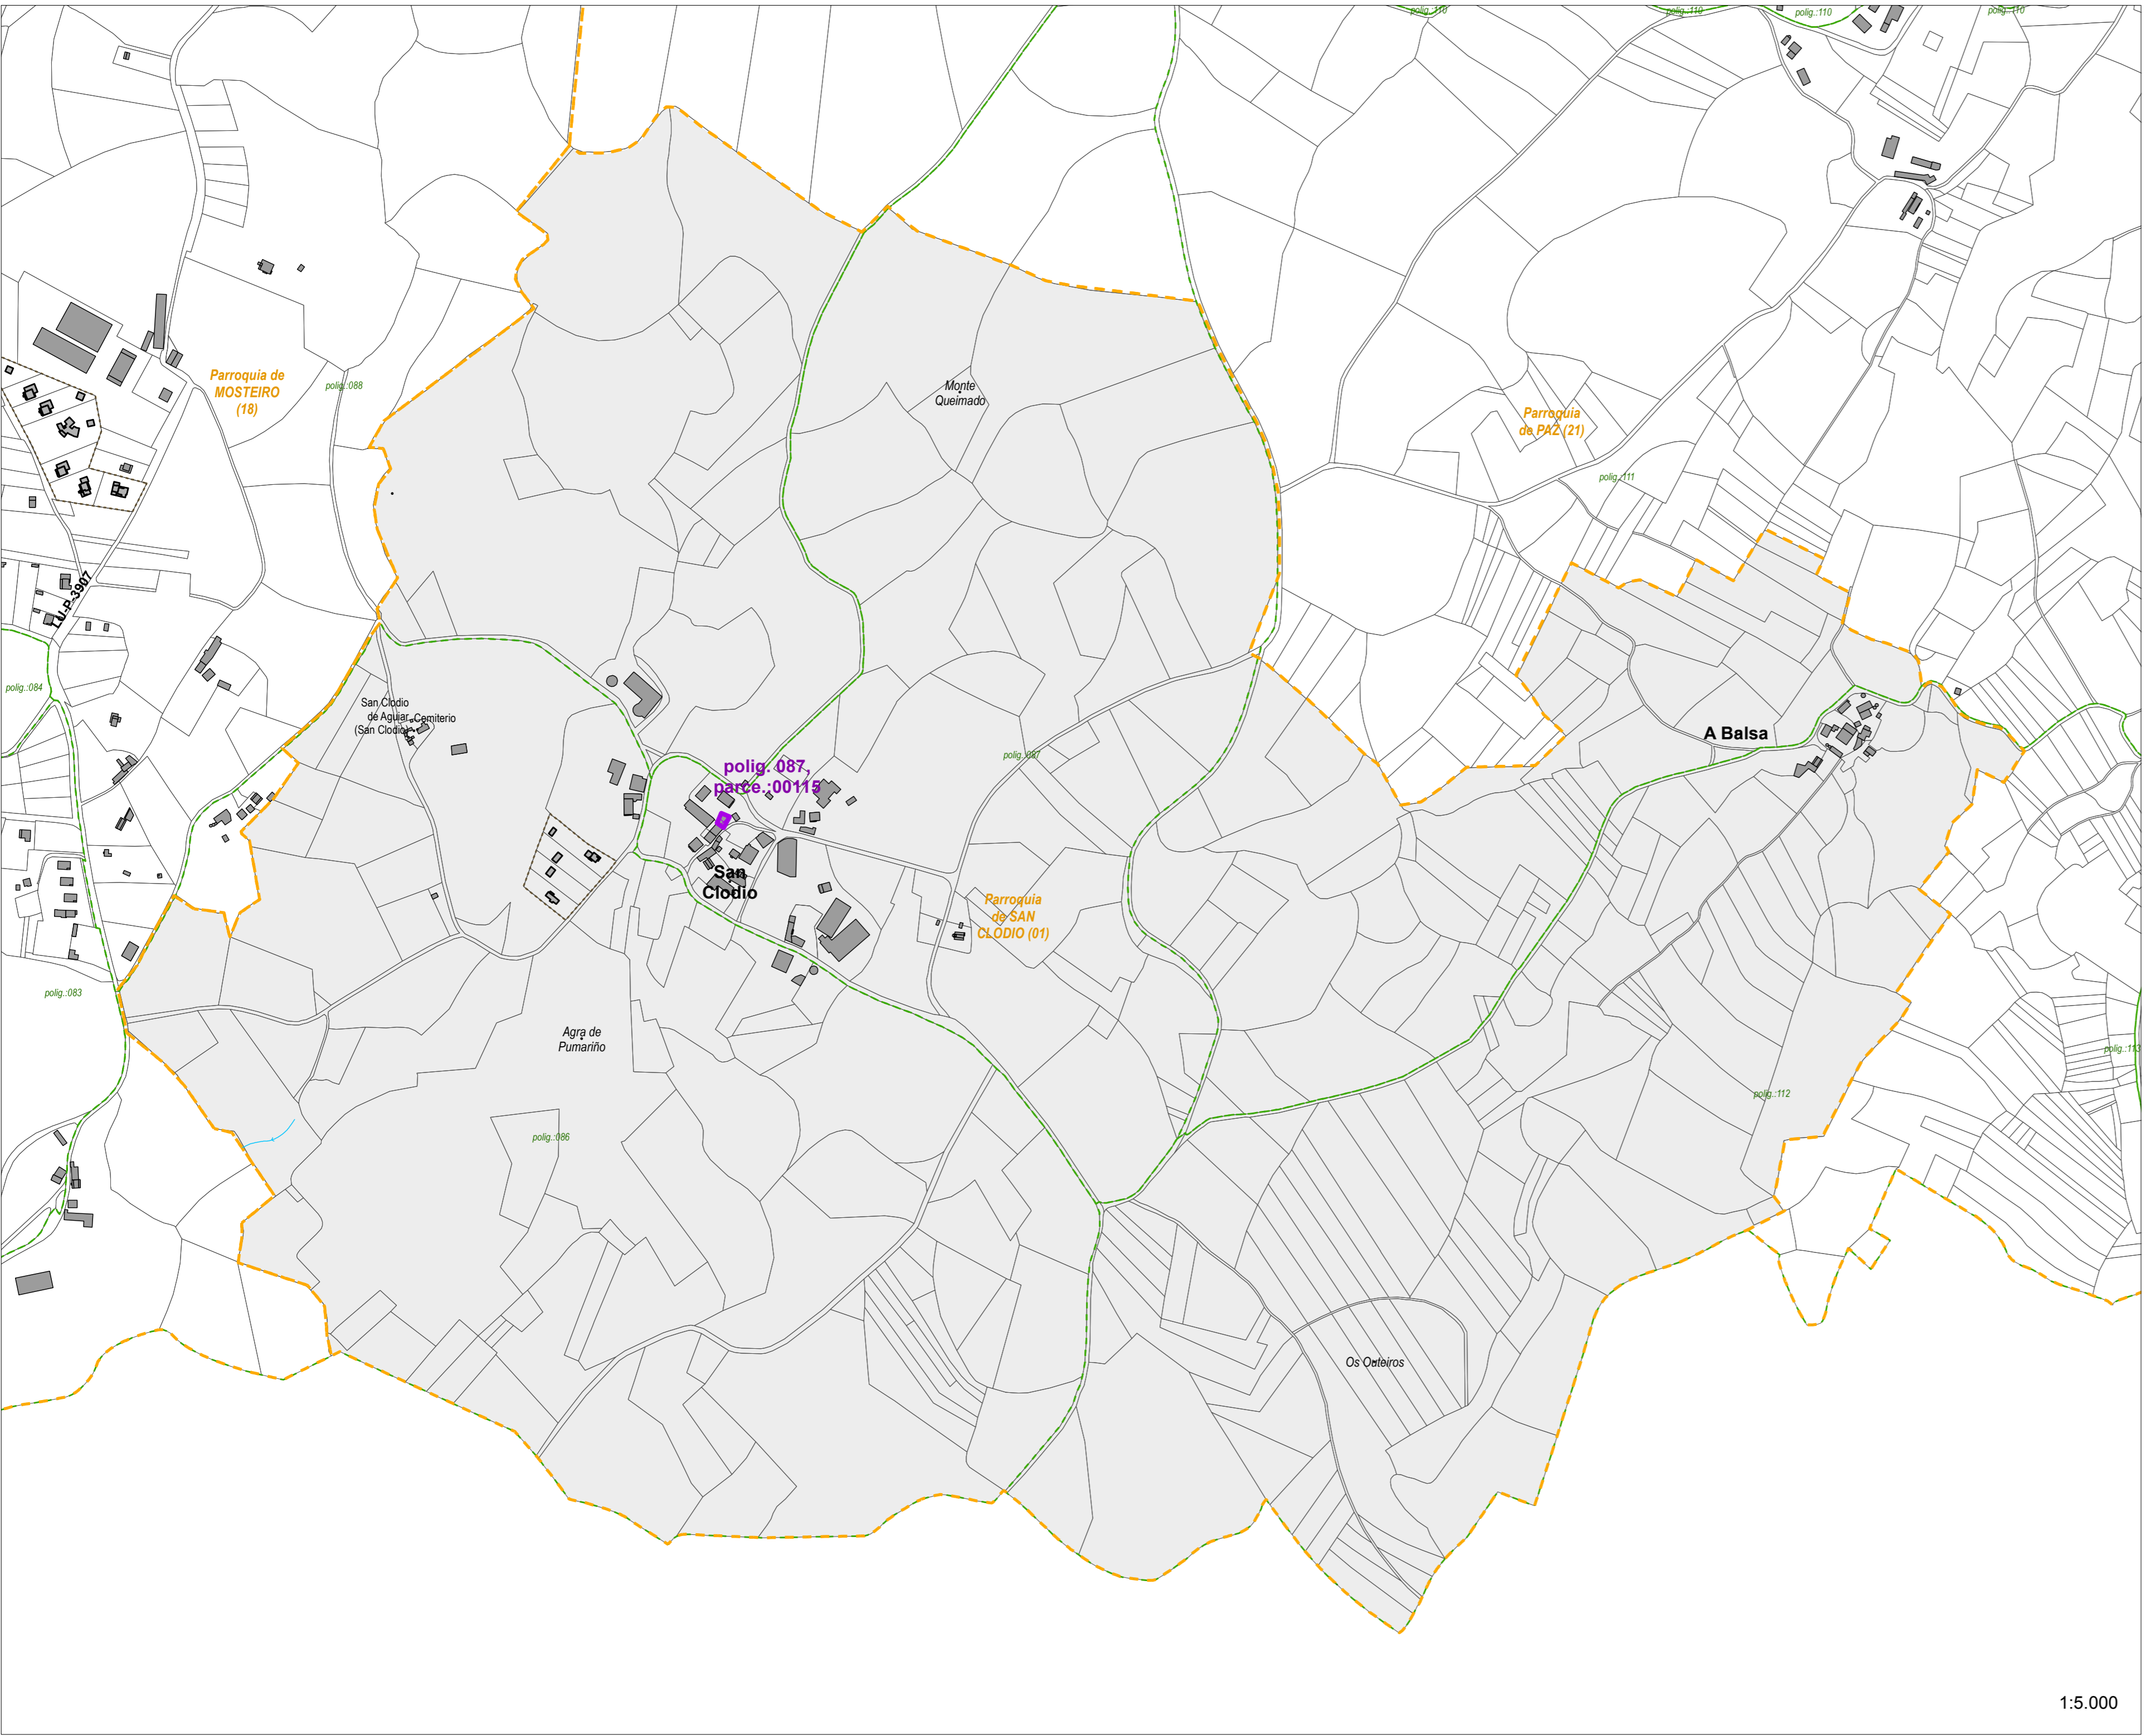 polig.:110
polig.:110
polig.:110
polig.:110
Parroquia de
MOSTEIRO
(18)
polig.:088
Monte
Queimado
Parroquia
de PAZ (21)
polig.:111
LU-P-3907
polig.:084
San Clodio
de Aguiar
(San Clodio)
Cemiterio
A Balsa
polig.:087
polig. 087,
parce.:00115
San
Clodio
Parroquia
de SAN
CLODIO (01)
polig.:083
Agra de
Pumariño
polig.:113
polig.:112
polig.:086
Os Outeiros
1:5.000